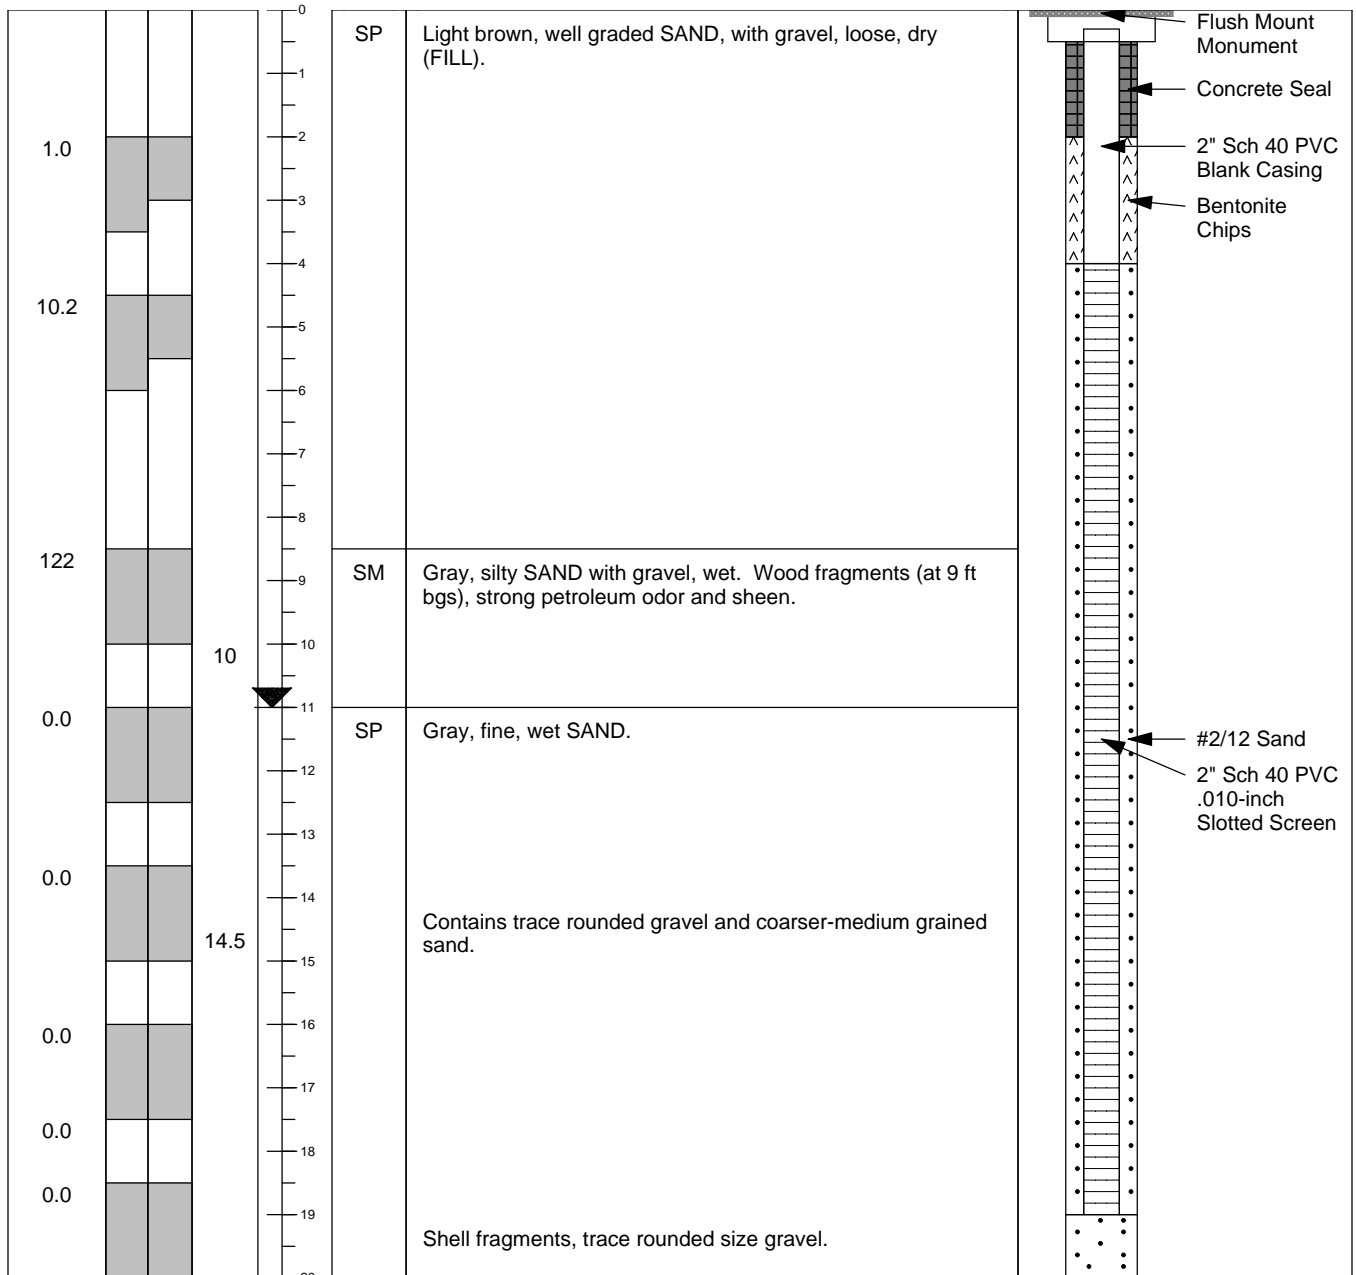 0
SP
Light brown, well graded SAND, with gravel, loose, dry
(FILL).
Flush Mount
Monument
1
Concrete Seal
1.0
2
2" Sch 40 PVC
Blank Casing
3
Bentonite
Chips
4
10.2
5
6
7
8
122
SM
Gray, silty SAND with gravel, wet. Wood fragments (at 9 ft
bgs), strong petroleum odor and sheen.
9
10
10
11
0.0
SP
Gray, fine, wet SAND.
#2/12 Sand
12
2" Sch 40 PVC
.010-inch
Slotted Screen
13
0.0
14
Contains trace rounded gravel and coarser-medium grained
sand.
14.5
15
16
0.0
17
0.0
18
0.0
19
Shell fragments, trace rounded size gravel.
20